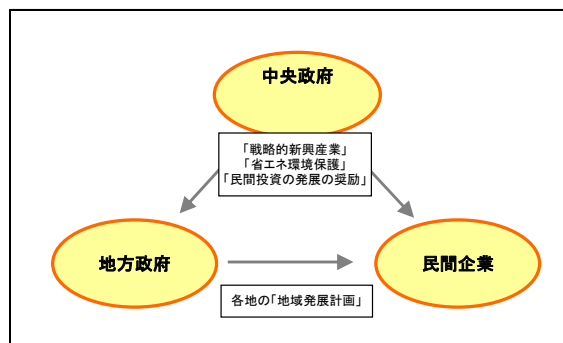 中央政府
「戦略的新興産業」
「省エネ環境保護」
「民間投資の発展の奨励」
地方政府
民間企業
各地の「地域発展計画」